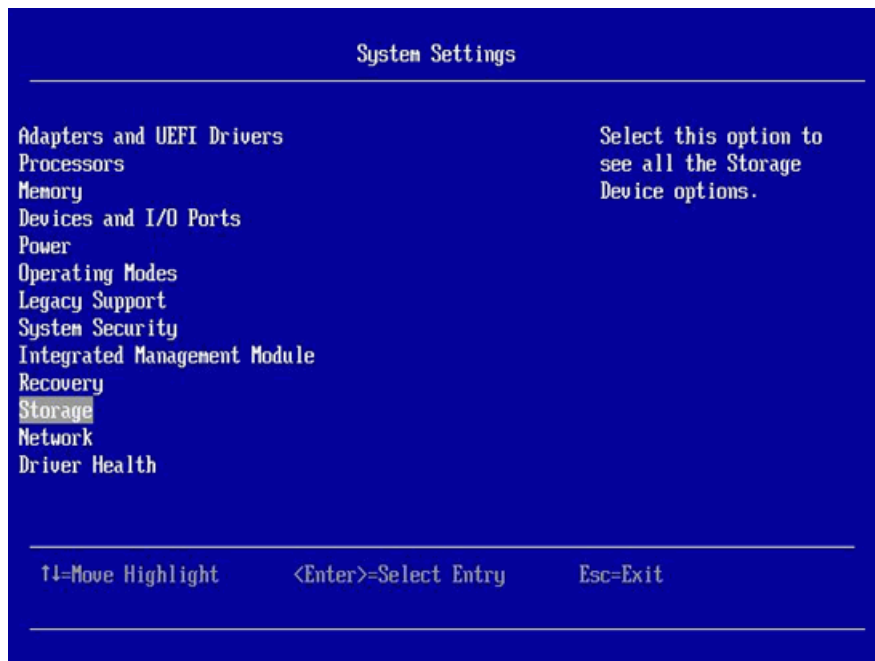 System Settings
Adapters and UEFI Drivers
Processors
Memory
Devices and I/O Ports
Power
Operating Modes
Legacy Support
System Security
Integrated Management Module
Recovery
Storage
Network
Driver Health
Select this option to
see all the Storage
Device options.
↑↓=Move Highlight <Enter>=Select Entry Esc=Exit